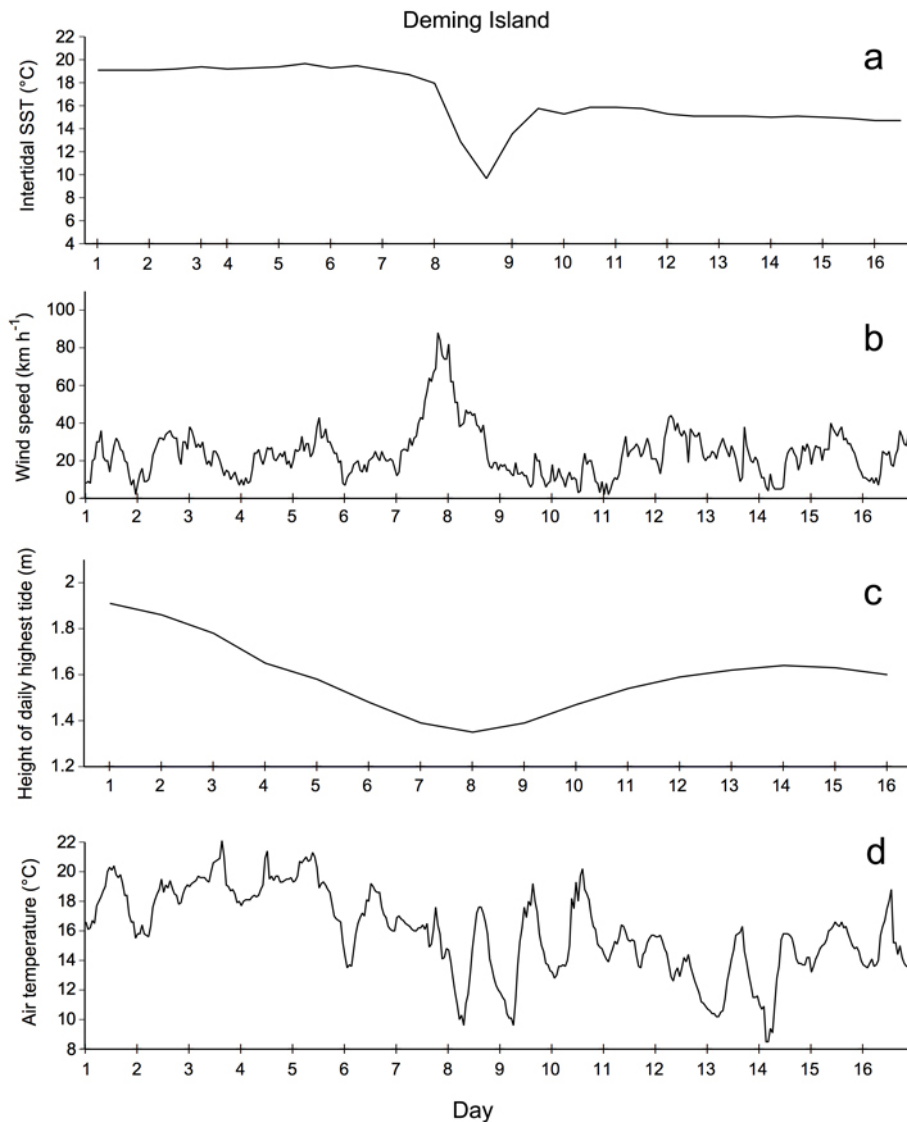 Deming Island
a
Intertidal SST (°C)
22
20
18
16
14
12
10
8
6
4
1 2 3 4 5 6 7 8 9 10 11 12 13 14 15 16
b
Wind speed (km h⁻¹)
100
80
60
40
20
0
1 2 3 4 5 6 7 8 9 10 11 12 13 14 15 16
c
Height of daily highest tide (m)
2
1.8
1.6
1.4
1.2
1 2 3 4 5 6 7 8 9 10 11 12 13 14 15 16
d
Air temperature (°C)
22
20
18
16
14
12
10
8
1 2 3 4 5 6 7 8 9 10 11 12 13 14 15 16
Day